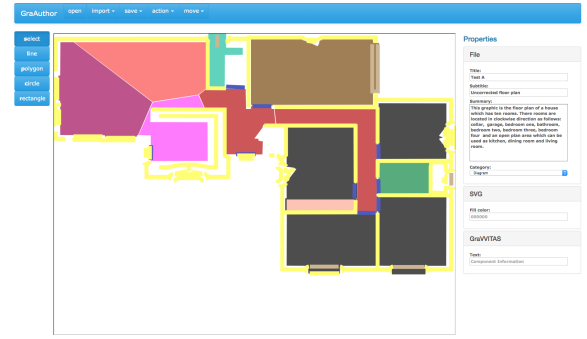 GraAuthor open import save action move
select
line
polygon
circle
rectangle
Properties
File
Title:
Test A
Subtitle:
Uncorrected floor plan
Summary:
This graphic is the floor plan of a house
which has ten rooms. There rooms are
located in clockwise direction as follows:
cellar, garage, bedroom one, bathroom,
bedroom two, bedroom three, bedroom
four and an open plan area which can be
used as kitchen, dining room and living
room.
Category:
Diagram
SVG
Fill color:
000000
GraVVITAS
Text:
Component Information